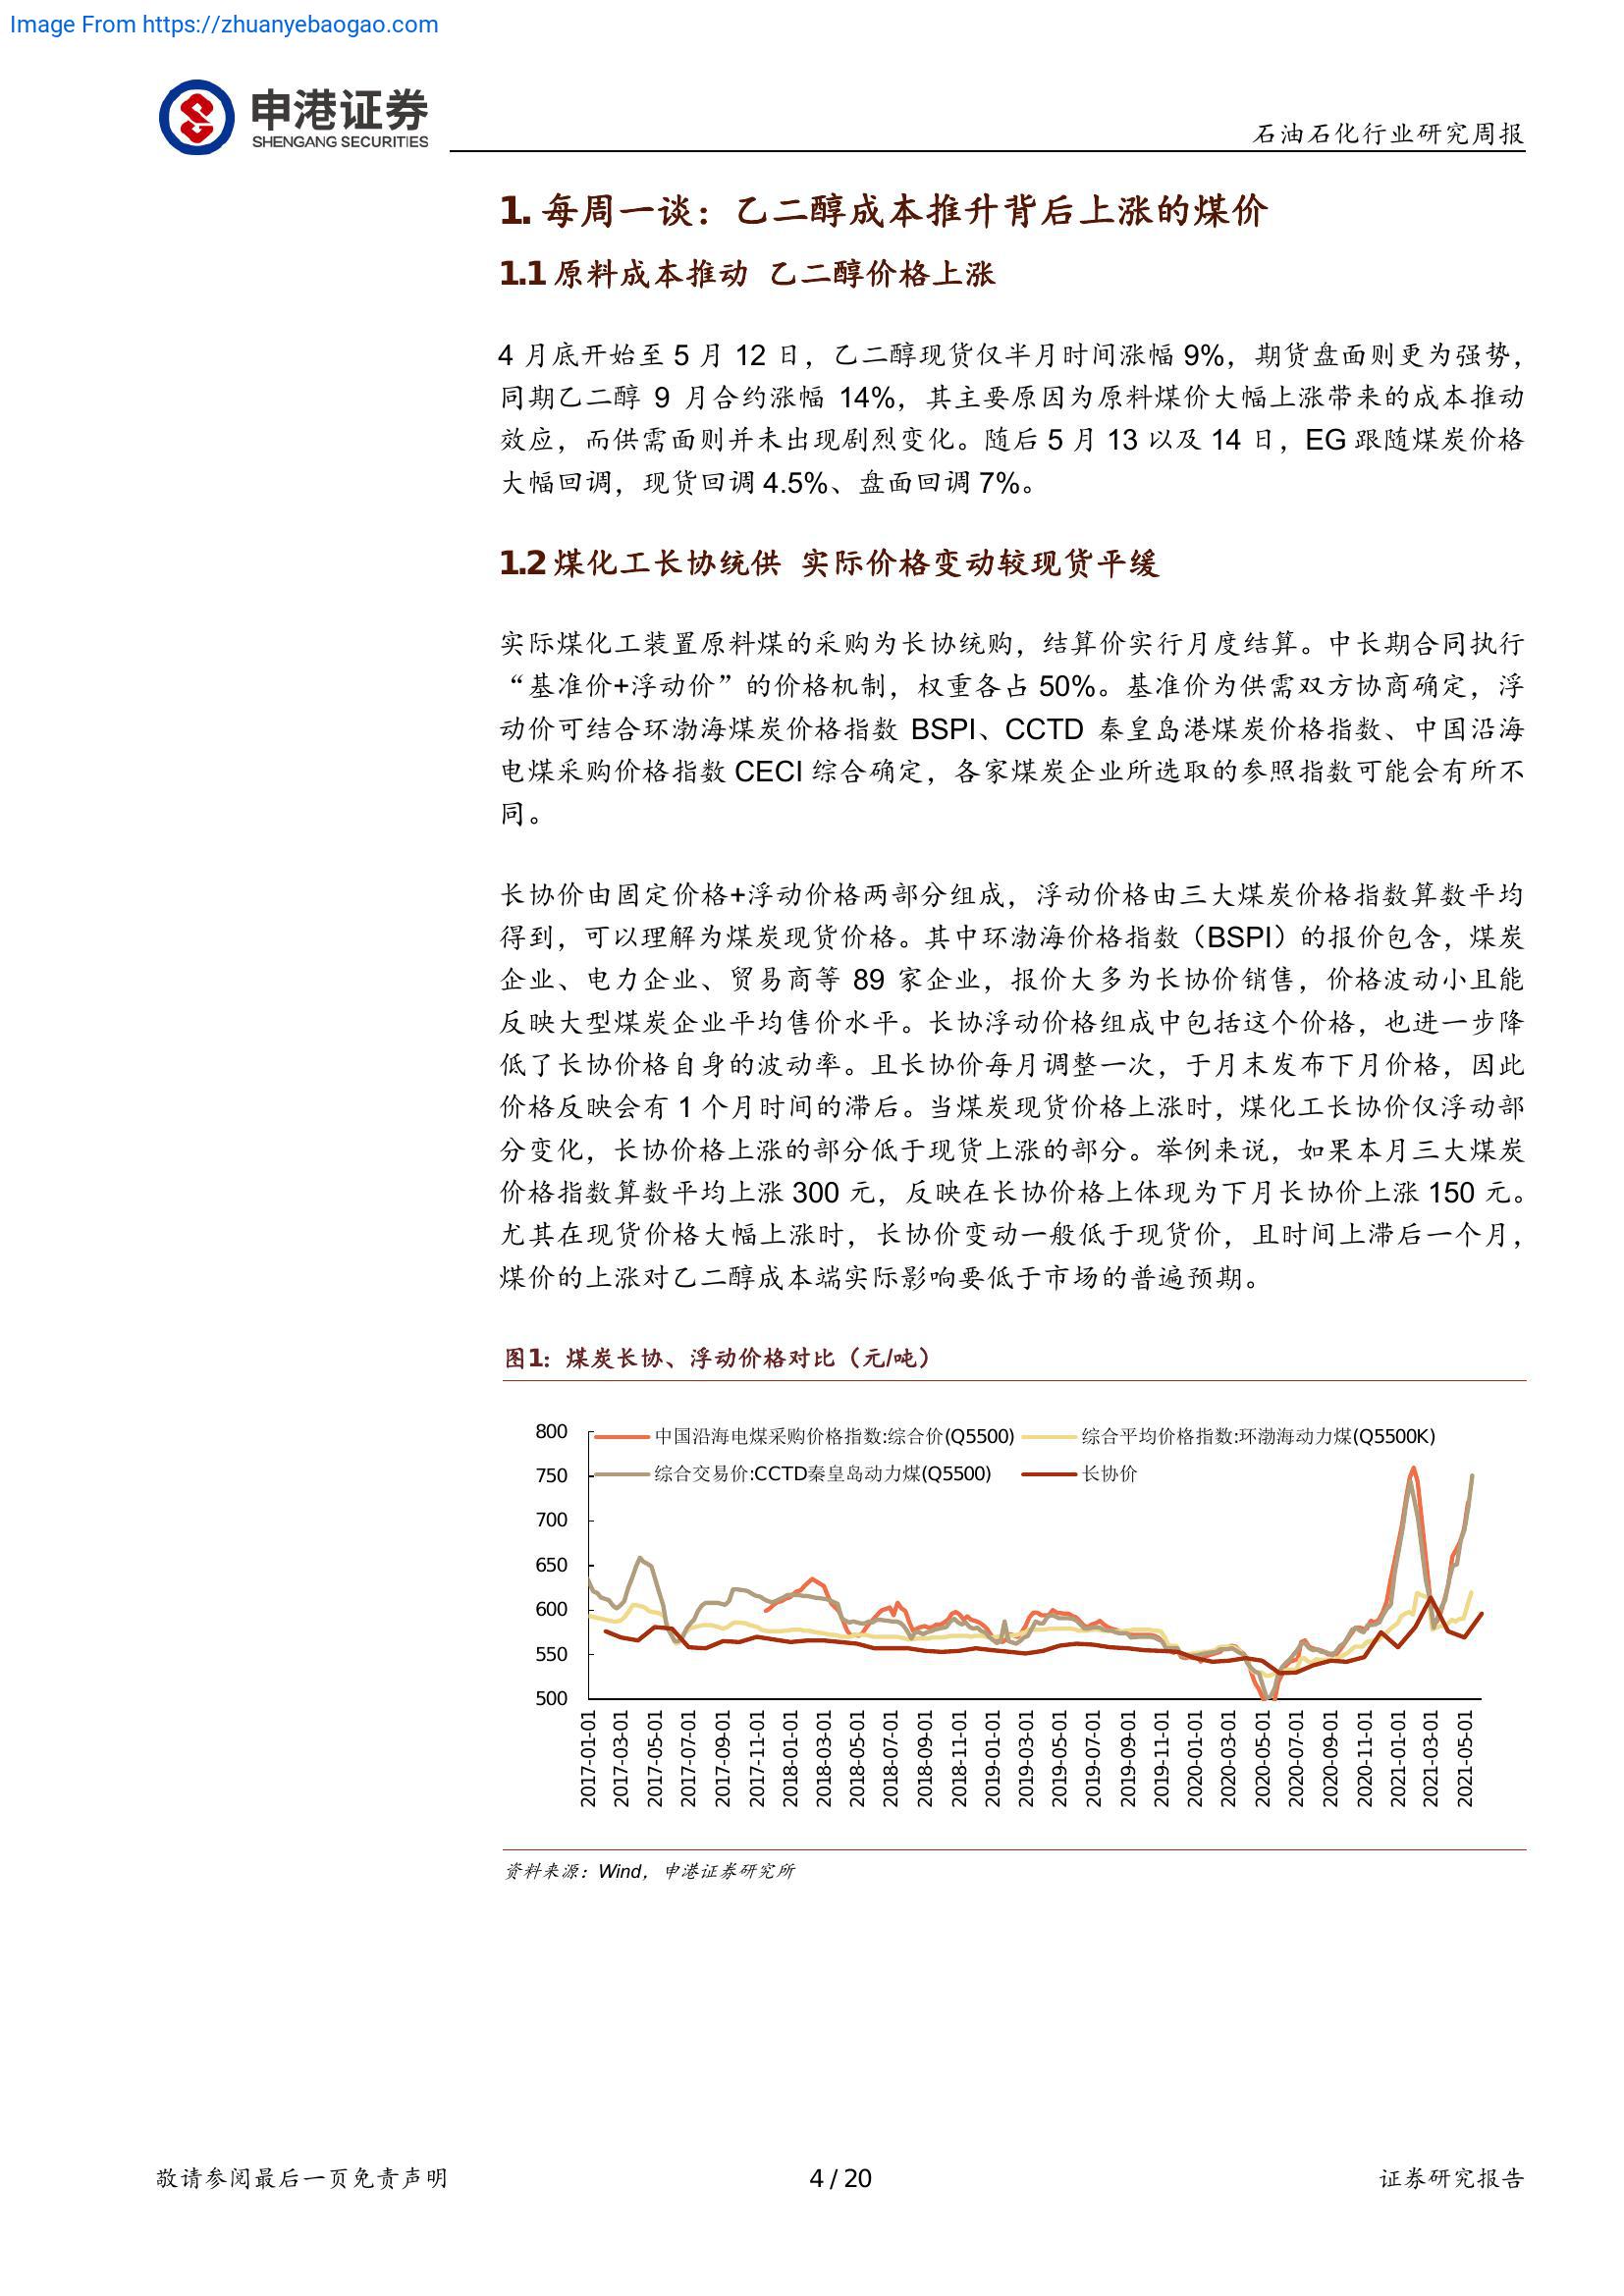 Image From https://zhuanyebaogao.com
申港证券
SHENGANG SECURITIES
石油石化行业研究周报
1. 每周一谈：乙二醇成本推升背后上涨的煤价
1.1 原料成本推动 乙二醇价格上涨
4 月底开始至 5 月 12 日，乙二醇现货仅半月时间涨幅 9%，期货盘面则更为强势，
同期乙二醇 9 月合约涨幅 14%，其主要原因为原料煤价大幅上涨带来的成本推动
效应，而供需面则并未出现剧烈变化。随后 5 月 13 以及 14 日，EG 跟随煤炭价格
大幅回调，现货回调 4.5%、盘面回调 7%。
1.2 煤化工长协统供 实际价格变动较现货平缓
实际煤化工装置原料煤的采购为长协统购，结算价实行月度结算。中长期合同执行
“基准价+浮动价”的价格机制，权重各占 50%。基准价为供需双方协商确定，浮
动价可结合环渤海煤炭价格指数 BSPI、CCTD 秦皇岛港煤炭价格指数、中国沿海
电煤采购价格指数 CECI 综合确定，各家煤炭企业所选取的参照指数可能会有所不
同。
长协价由固定价格+浮动价格两部分组成，浮动价格由三大煤炭价格指数算数平均
得到，可以理解为煤炭现货价格。其中环渤海价格指数（BSPI）的报价包含，煤炭
企业、电力企业、贸易商等 89 家企业，报价大多为长协价销售，价格波动小且能
反映大型煤炭企业平均售价水平。长协浮动价格组成中包括这个价格，也进一步降
低了长协价格自身的波动率。且长协价每月调整一次，于月末发布下月价格，因此
价格反映会有 1 个月时间的滞后。当煤炭现货价格上涨时，煤化工长协价仅浮动部
分变化，长协价格上涨的部分低于现货上涨的部分。举例来说，如果本月三大煤炭
价格指数算数平均上涨 300 元，反映在长协价格上体现为下月长协价上涨 150 元。
尤其在现货价格大幅上涨时，长协价变动一般低于现货价，且时间上滞后一个月，
煤价的上涨对乙二醇成本端实际影响要低于市场的普遍预期。
图1：煤炭长协、浮动价格对比（元/吨）
中国沿海电煤采购价格指数:综合价(Q5500) 综合平均价格指数:环渤海动力煤(Q5500K)
综合交易价:CCTD秦皇岛动力煤(Q5500) 长协价
800
750
700
650
600
550
500
2017-01-01
2017-03-01
2017-05-01
2017-07-01
2017-09-01
2017-11-01
2018-01-01
2018-03-01
2018-05-01
2018-07-01
2018-09-01
2018-11-01
2019-01-01
2019-03-01
2019-05-01
2019-07-01
2019-09-01
2019-11-01
2020-01-01
2020-03-01
2020-05-01
2020-07-01
2020-09-01
2020-11-01
2021-01-01
2021-03-01
2021-05-01
资料来源：Wind，申港证券研究所
敬请参阅最后一页免责声明
4 / 20
证券研究报告